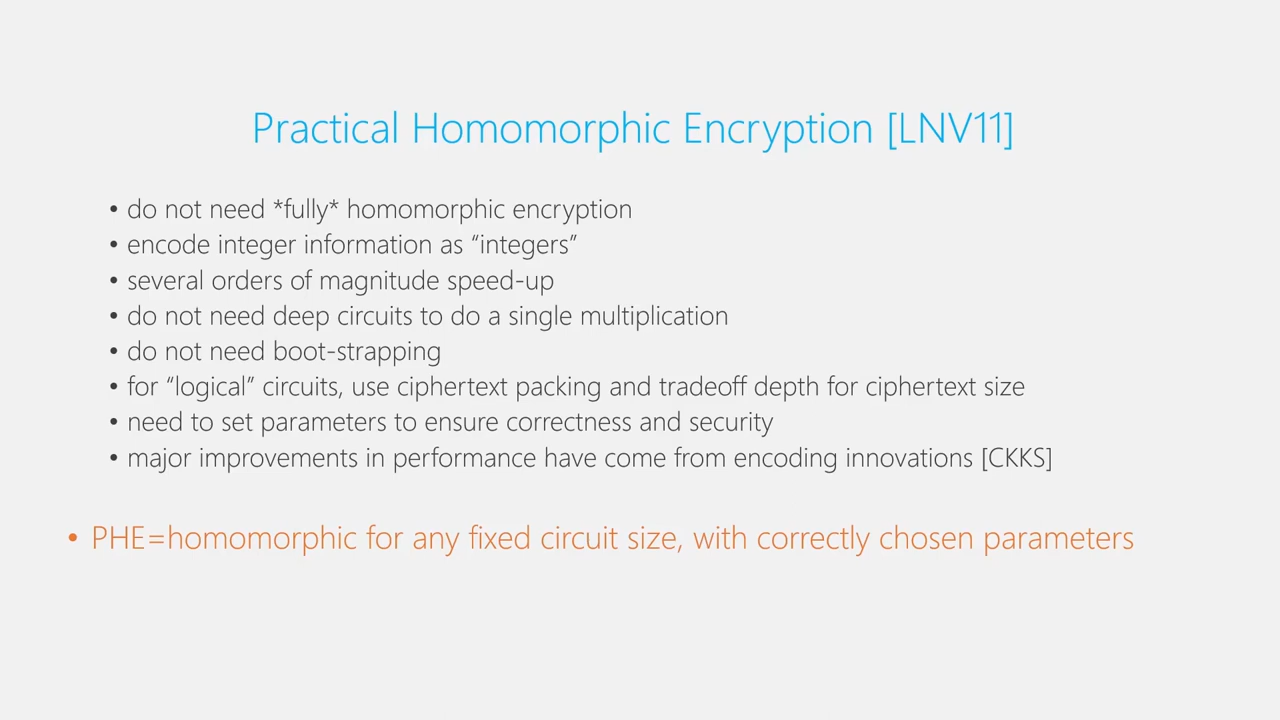 Practical Homomorphic Encryption [LNV11]
• do not need *fully* homomorphic encryption
• encode integer information as “integers”
• several orders of magnitude speed-up
• do not need deep circuits to do a single multiplication
• do not need boot-strapping
• for “logical” circuits, use ciphertext packing and tradeoff depth for ciphertext size
• need to set parameters to ensure correctness and security
• major improvements in performance have come from encoding innovations [CKKS]
• PHE=homomorphic for any fixed circuit size, with correctly chosen parameters